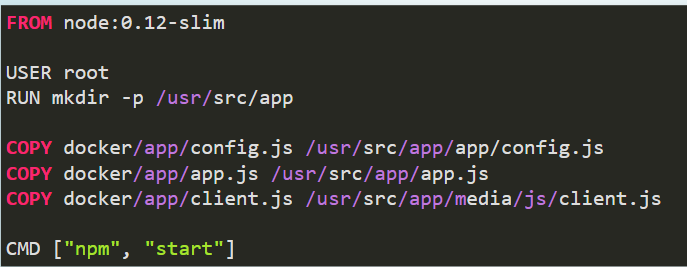 FROM node:0.12-slim
USER root
RUN mkdir -p /usr/src/app
COPY docker/app/config.js /usr/src/app/app/config.js
COPY docker/app/app.js /usr/src/app/app.js
COPY docker/app/client.js /usr/src/app/media/js/client.js
CMD ["npm", "start"]